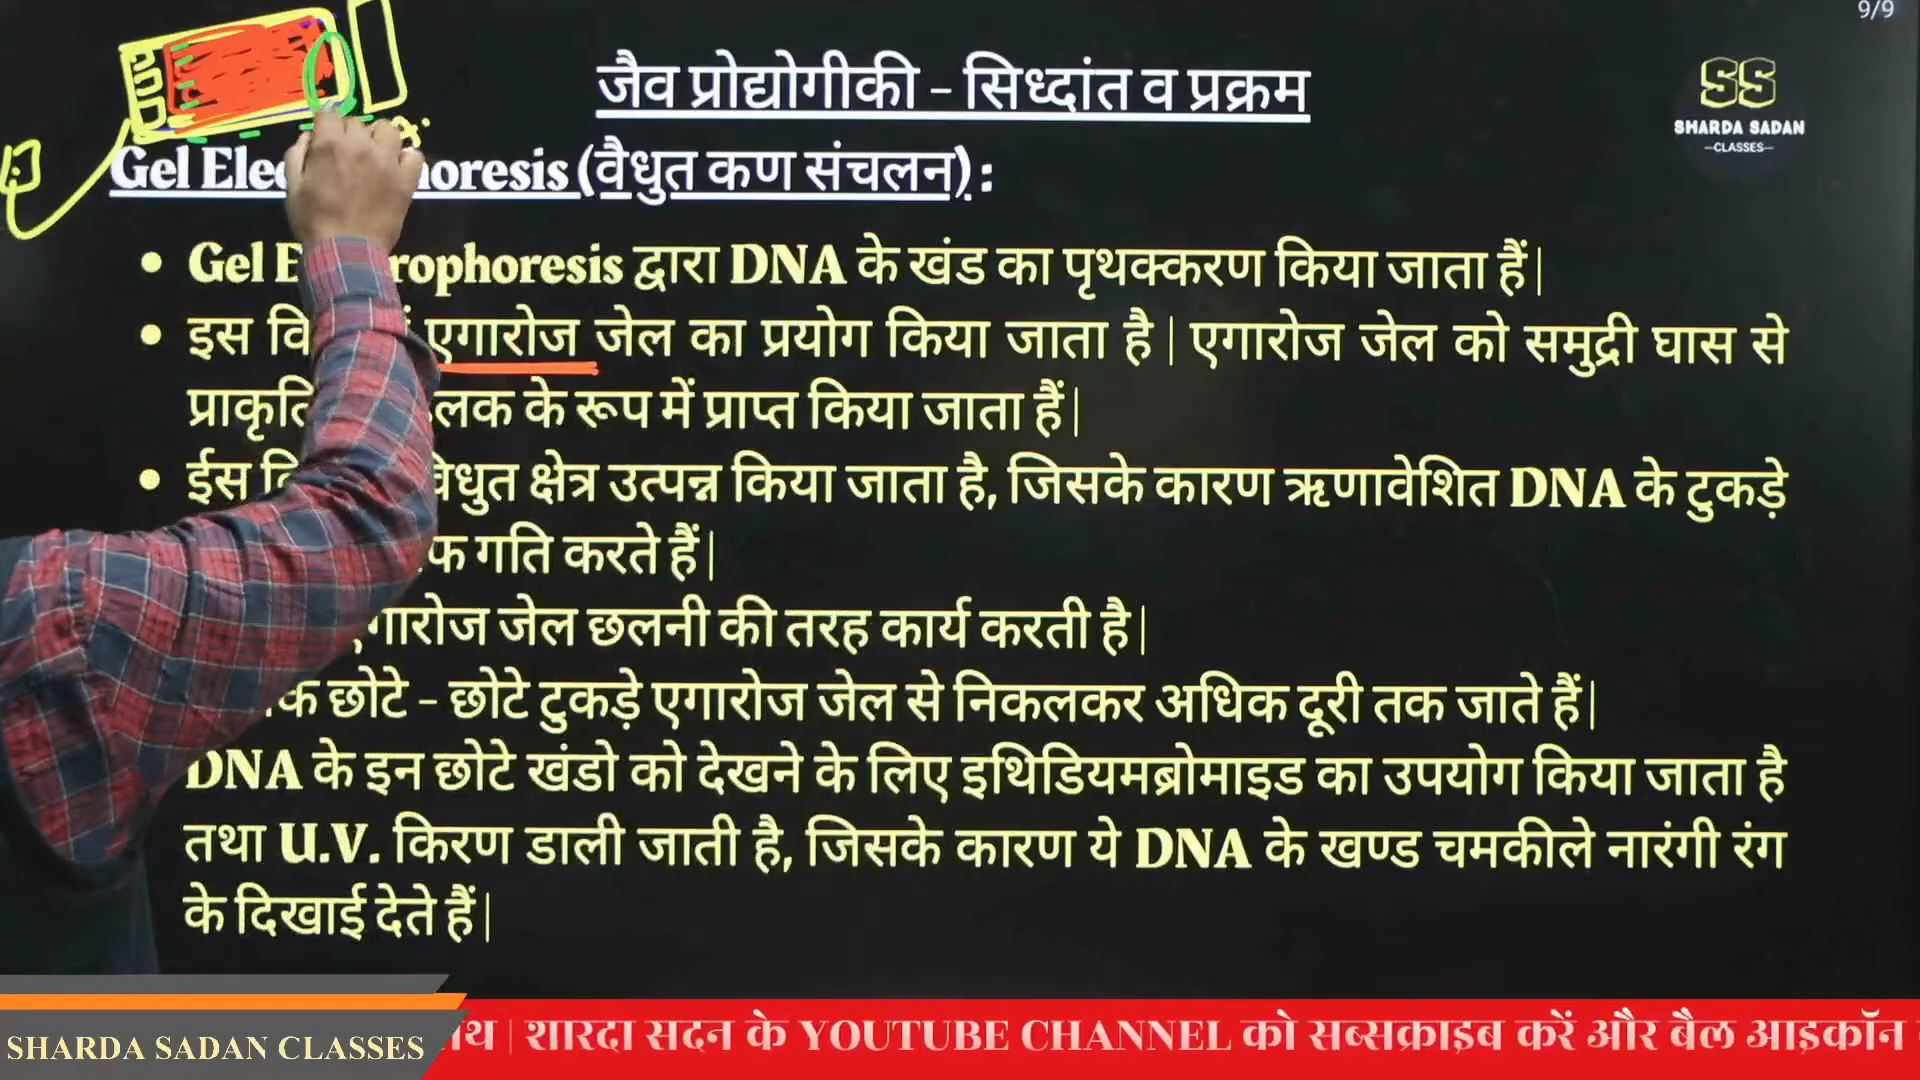 9/9
जैव प्रोद्योगीकी – सिध्दांत व प्रक्रम
SS
SHARDA SADAN
—CLASSES—
Gel Elec horesis (वैधुत कण संचलन) :
• Gel E rophoresis द्वारा DNA के खंड का पृथक्करण किया जाता हैं|
• इस एगारोज जेल का प्रयोग किया जाता है | एगारोज जेल को समुद्री घास से
के रूप में प्राप्त किया जाता हैं|
• ईस विधुत क्षेत्र उत्पन्न किया जाता है, जिसके कारण ऋणावेशित DNA के टुकड़े
गति करते हैं|
एगारोज जेल छलनी की तरह कार्य करती है|
छोटे – छोटे टुकड़े एगारोज जेल से निकलकर अधिक दूरी तक जाते हैं|
DNA के इन छोटे खंडो को देखने के लिए इथिडियमब्रोमाइड का उपयोग किया जाता है
तथा U.V. किरण डाली जाती है, जिसके कारण ये DNA के खण्ड चमकीले नारंगी रंग
के दिखाई देते हैं|
SHARDA SADAN CLASSES
| शारदा सदन के YOUTUBE CHANNEL को सब्सक्राइब करें और बैल आइकॉन